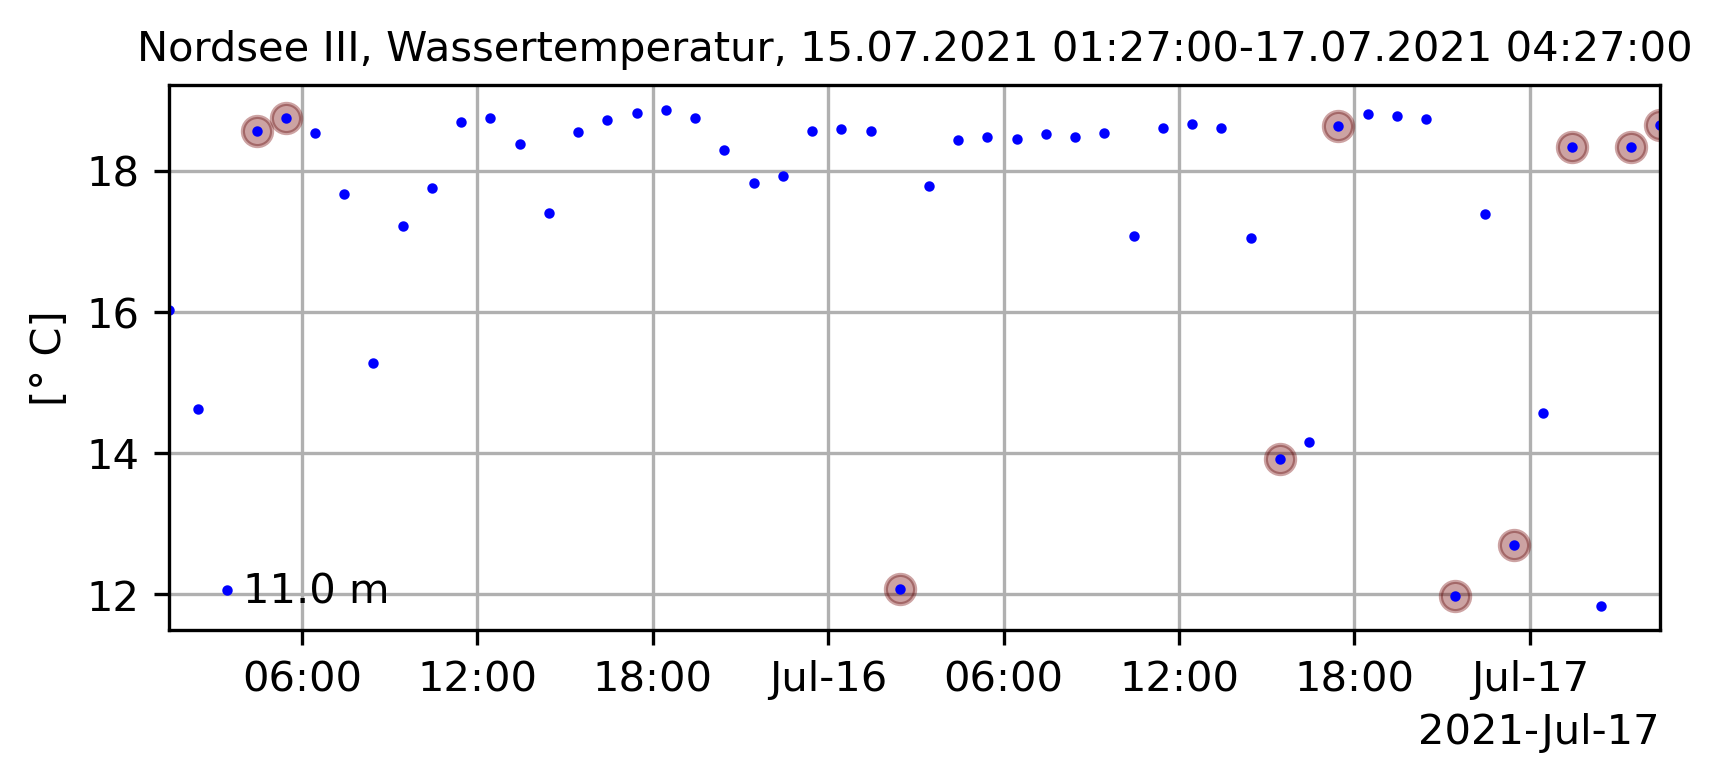 Nordsee III, Wassertemperatur, 15.07.2021 01:27:00-17.07.2021 04:27:00
[° C]
18
16
14
12
11.0 m
06:00 12:00 18:00 Jul-16 06:00 12:00 18:00 Jul-17
2021-Jul-17